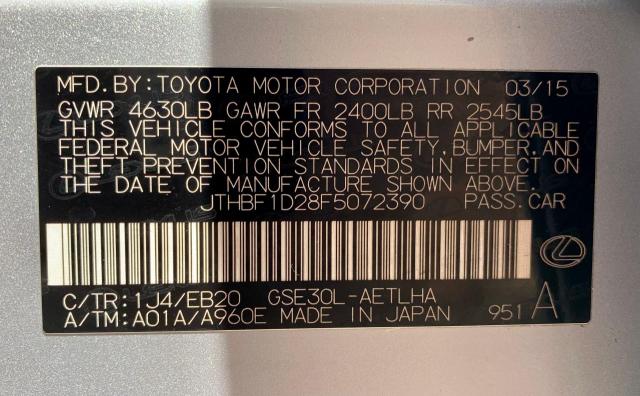 MFD.BY:TOYOTA MOTOR CORPORATION 03/15
GVWR 4630LB GAWR FR 2400LB RR 2545LB
THIS VEHICLE CONFORMS TO ALL APPLICABLE
FEDERAL MOTOR VEHICLE SAFETY,BUMPER,AND
THEFT PREVENTION STANDARDS IN EFFECT ON
THE DATE OF MANUFACTURE SHOWN ABOVE.
JTHBF1D28F5072390 PASS.CAR
C/TR:1J4/EB20 GSE30L-AETLHA
A/TM:A01A/A960E MADE IN JAPAN 951 A